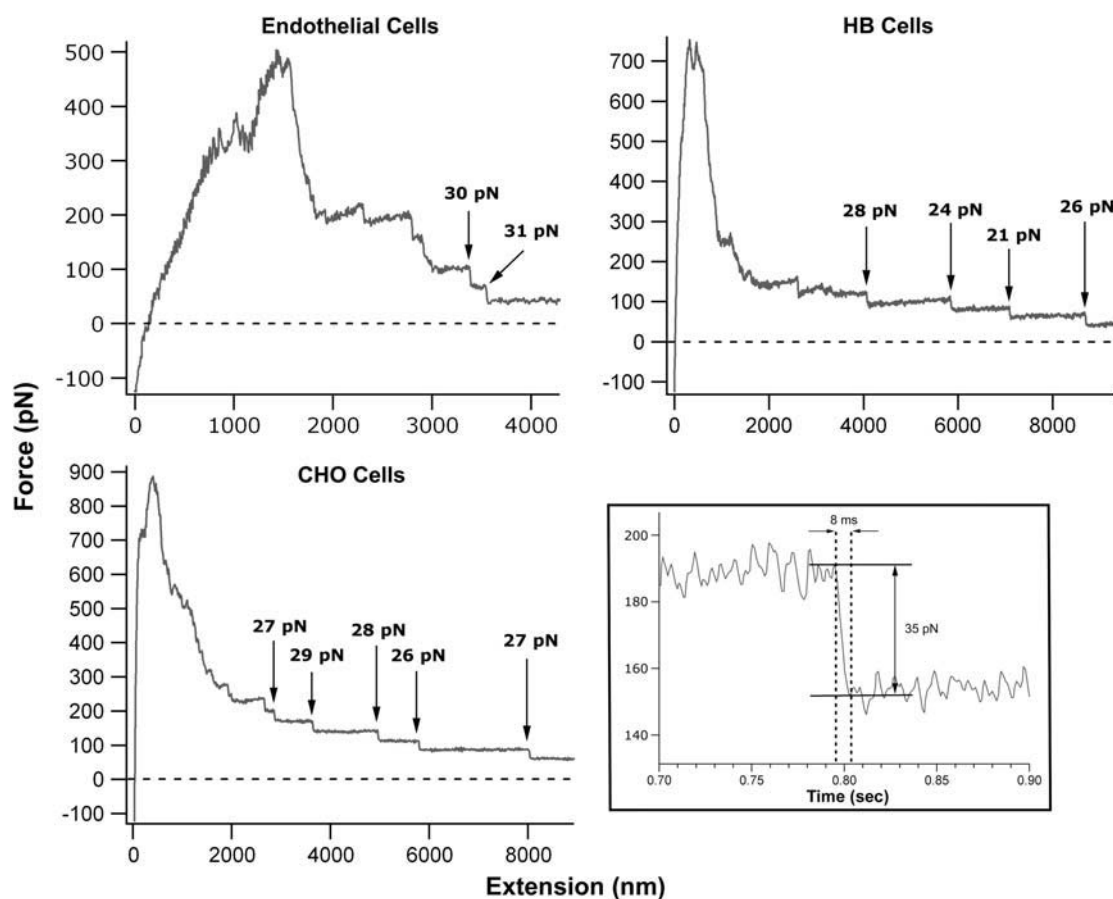 Endothelial Cells
500
400
300
200
100
0
-100
30 pN
31 pN
0
1000
2000
3000
4000
HB Cells
700
600
500
400
300
200
100
0
-100
28 pN
24 pN
21 pN
26 pN
0
2000
4000
6000
8000
Force (pN)
CHO Cells
900
800
700
600
500
400
300
200
100
0
-100
27 pN
29 pN
28 pN
26 pN
27 pN
0
2000
4000
6000
8000
8 ms
200
180
160
140
35 pN
0.70
0.75
0.80
0.85
0.90
Time (sec)
Extension (nm)